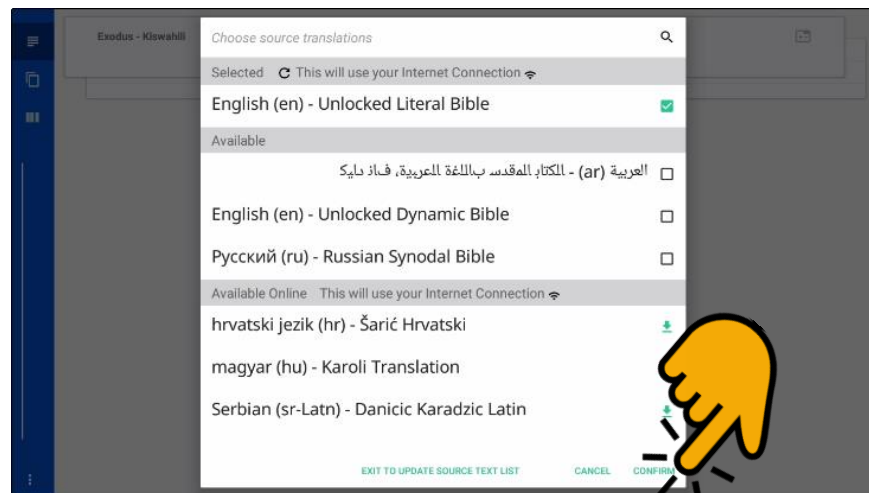 Exodus - Kiswahili
Choose source translations
Selected This will use your Internet Connection
English (en) - Unlocked Literal Bible
Available
العربية (ar) - الكتاب المقدس باللغة العربية، فان دايك
English (en) - Unlocked Dynamic Bible
Русский (ru) - Russian Synodal Bible
Available Online This will use your Internet Connection
hrvatski jezik (hr) - Šarić Hrvatski
magyar (hu) - Karoli Translation
Serbian (sr-Latn) - Danicic Karadzic Latin
EXIT TO UPDATE SOURCE TEXT LIST CANCEL CONFIRM